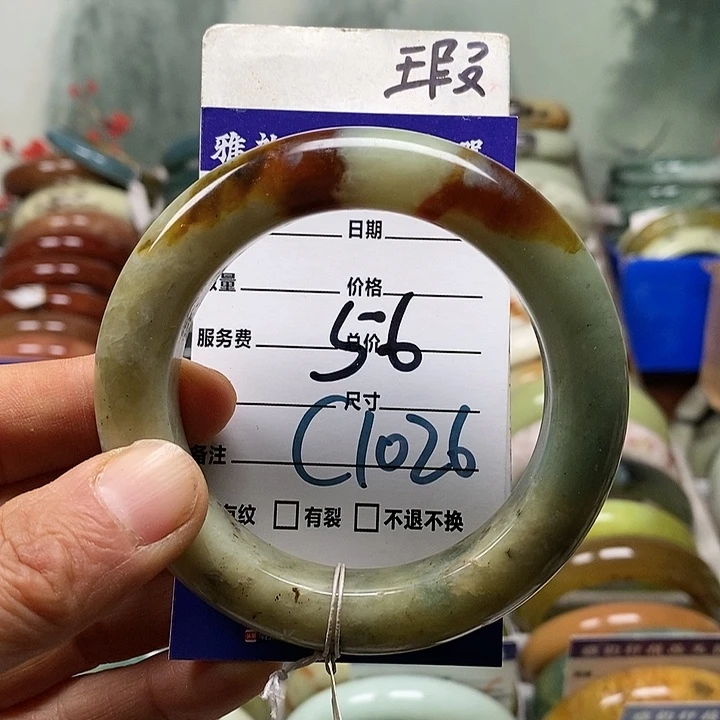 瑕
雅
日期
量 价格
56
服务费 总价
尺寸
C1026
备注
有纹 □有裂 □不退不换